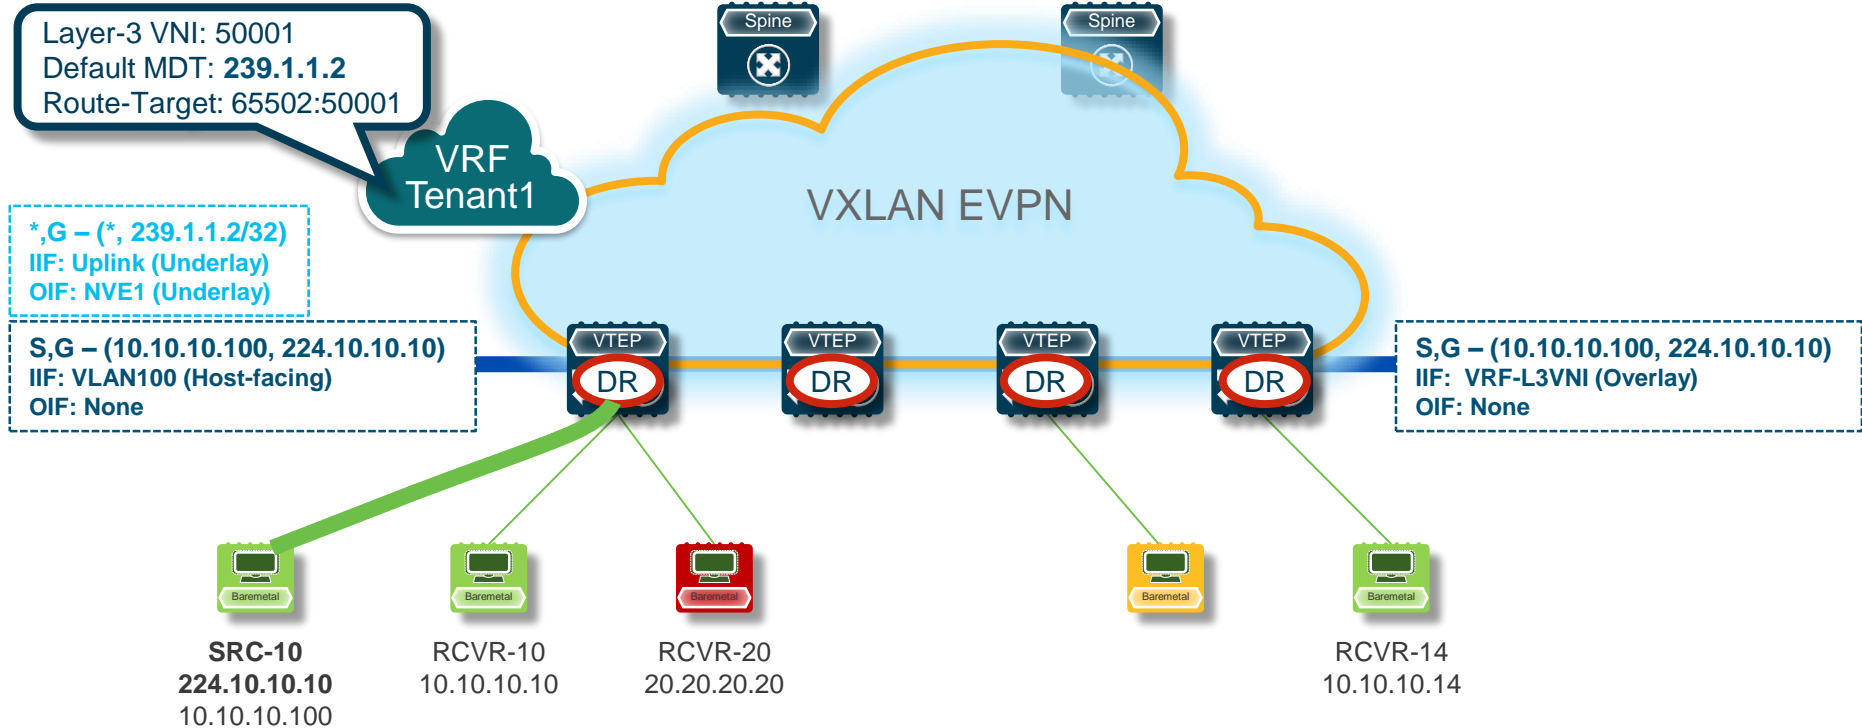 Layer-3 VNI: 50001
Default MDT: 239.1.1.2
Route-Target: 65502:50001
Spine
Spine
VRF
Tenant1
VXLAN EVPN
*,G – (*, 239.1.1.2/32)
IIF: Uplink (Underlay)
OIF: NVE1 (Underlay)
S,G – (10.10.10.100, 224.10.10.10)
IIF: VLAN100 (Host-facing)
OIF: None
VTEP
DR
VTEP
DR
VTEP
DR
VTEP
DR
S,G – (10.10.10.100, 224.10.10.10)
IIF: VRF-L3VNI (Overlay)
OIF: None
Baremetal
Baremetal
Baremetal
Baremetal
Baremetal
SRC-10
224.10.10.10
10.10.10.100
RCVR-10
10.10.10.10
RCVR-20
20.20.20.20
RCVR-14
10.10.10.14